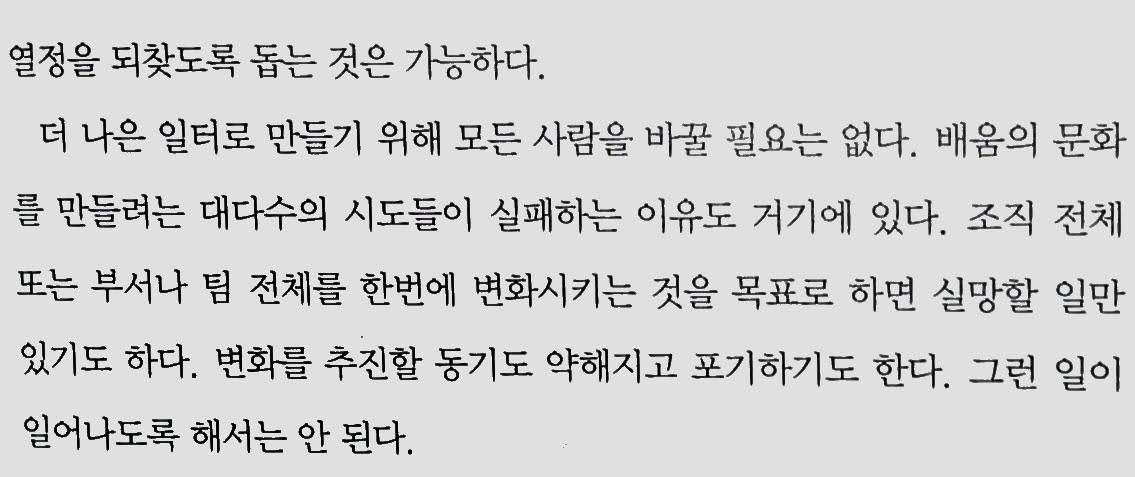 열정을 되찾도록 돕는 것은 가능하다.
더 나은 일터로 만들기 위해 모든 사람을 바꿀 필요는 없다. 배움의 문화
를 만들려는 대다수의 시도들이 실패하는 이유도 거기에 있다. 조직 전체
또는 부서나 팀 전체를 한번에 변화시키는 것을 목표로 하면 실망할 일만
있기도 하다. 변화를 추진할 동기도 약해지고 포기하기도 한다. 그런 일이
일어나도록 해서는 안 된다.